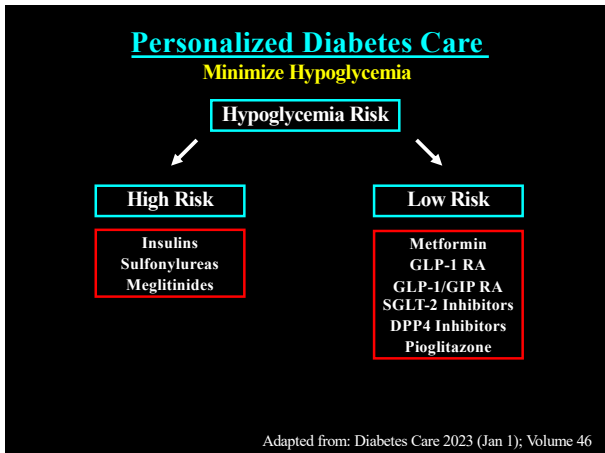 Personalized Diabetes Care
Minimize Hypoglycemia
Hypoglycemia Risk
High Risk
Insulins
Sulfonylureas
Meglitinides
Low Risk
Metformin
GLP-1 RA
GLP-1/GIP RA
SGLT-2 Inhibitors
DPP4 Inhibitors
Pioglitazone
Adapted from: Diabetes Care 2023 (Jan 1); Volume 46